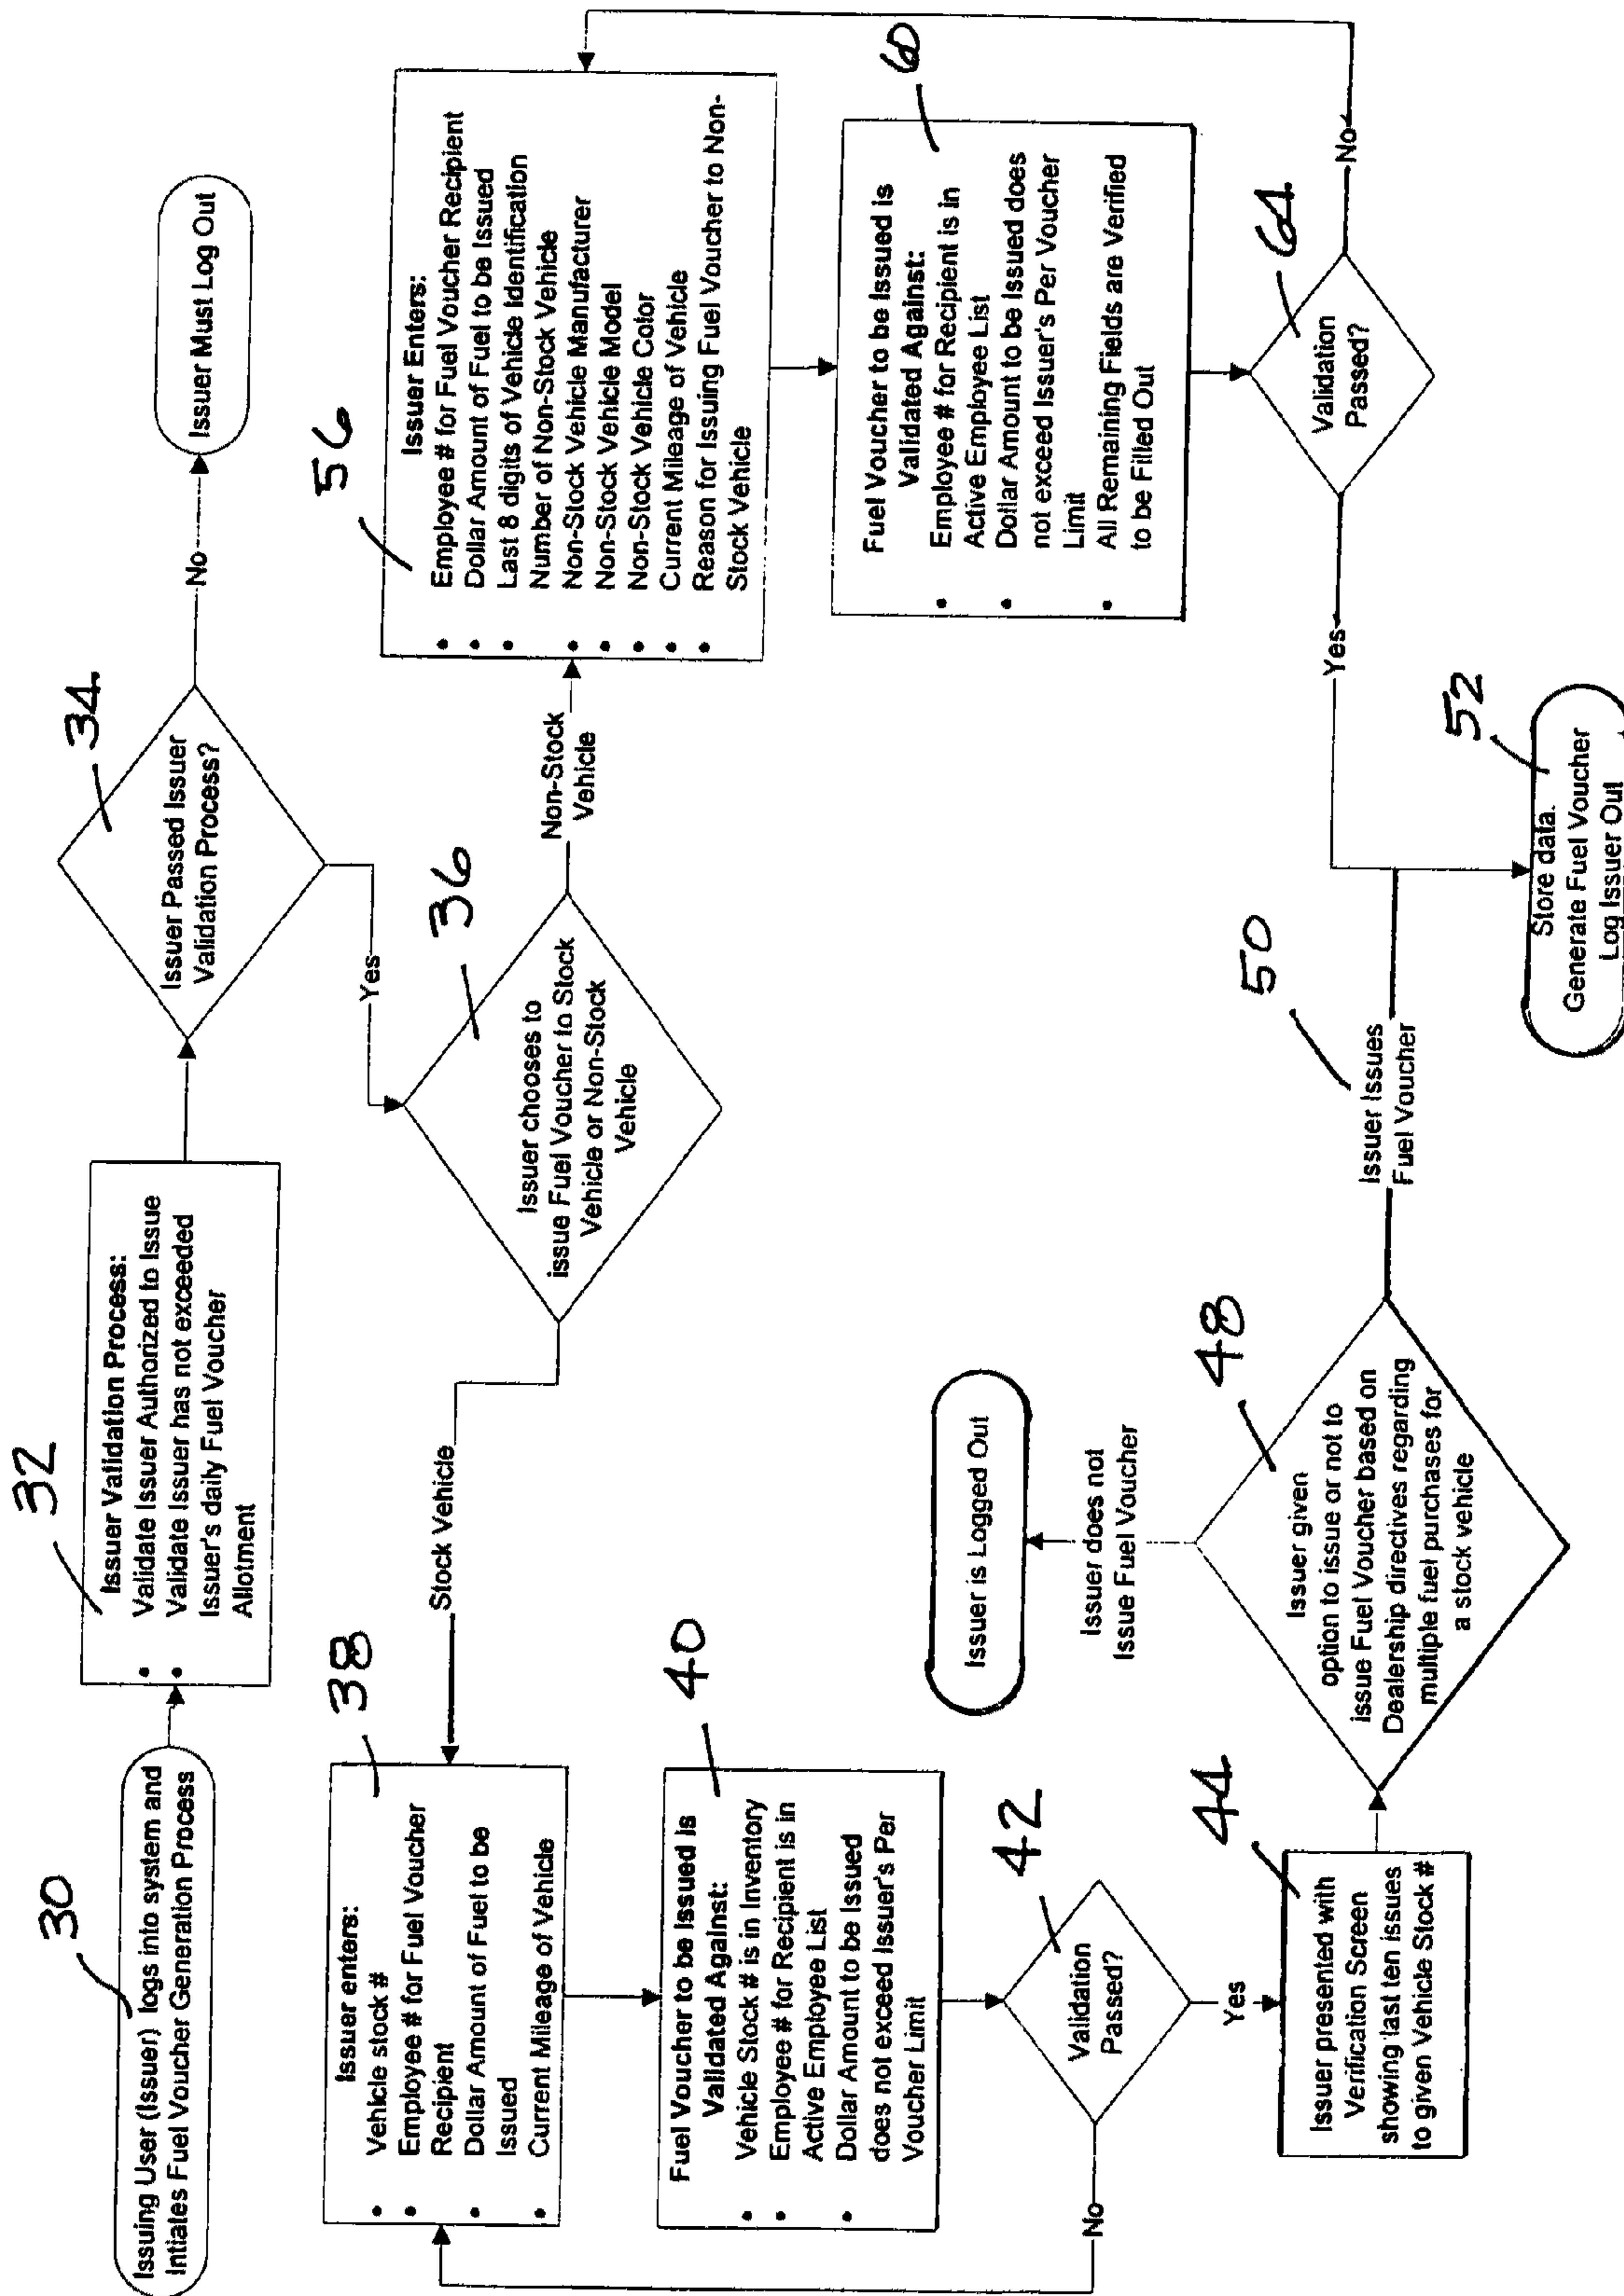 30
Issuing User (Issuer) logs into system and
Intiates Fuel Voucher Generation Process
32
Issuer Validation Process:
• Validate Issuer Authorized to Issue
• Validate Issuer has not exceeded
Issuer's daily Fuel Voucher
Allotment
34
Issuer Passed Issuer
Validation Process?
No
Issuer Must Log Out
Yes
36
Issuer chooses to
issue Fuel Voucher to Stock
Vehicle or Non-Stock
Vehicle
Stock Vehicle
Non-Stock
Vehicle
38
Issuer enters:
• Vehicle stock #
• Employee # for Fuel Voucher
Recipient
• Dollar Amount of Fuel to be
Issued
• Current Mileage of Vehicle
40
Fuel Voucher to be Issued is
Validated Against:
• Vehicle Stock # is in Inventory
• Employee # for Recipient is in
Active Employee List
• Dollar Amount to be Issued
does not exceed Issuer's Per
Voucher Limit
42
Validation
Passed?
No
Yes
44
Issuer presented with
Verification Screen
showing last ten issues
to given Vehicle Stock #
48
Issuer given
option to issue or not to
issue Fuel Voucher based on
Dealership directives regarding
multiple fuel purchases for
a stock vehicle
Issuer does not
Issue Fuel Voucher
Issuer is Logged Out
50
Issuer Issues
Fuel Voucher
56
Issuer Enters:
• Employee # for Fuel Voucher Recipient
• Dollar Amount of Fuel to be Issued
• Last 8 digits of Vehicle Identification
Number of Non-Stock Vehicle
• Non-Stock Vehicle Manufacturer
• Non-Stock Vehicle Model
• Non-Stock Vehicle Color
• Current Mileage of Vehicle
• Reason for Issuing Fuel Voucher to Non-
Stock Vehicle
60
Fuel Voucher to be Issued is
Validated Against:
• Employee # for Recipient is in
Active Employee List
• Dollar Amount to be Issued does
not exceed Issuer's Per Voucher
Limit
• All Remaining Fields are Verified
to be Filled Out
64
Validation
Passed?
No
Yes
52
Store data.
Generate Fuel Voucher
Log Issuer Out